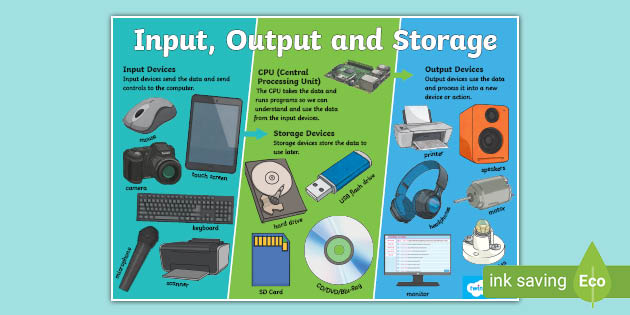 Input, Output and Storage
Input Devices
Input devices send the data and send
controls to the computer.
mouse
touch screen
camera
keyboard
microphone
scanner
CPU (Central
Processing Unit)
The CPU takes the data and
runs programs so we can
understand and use the data
from the input devices.
Storage Devices
Storage devices store the data to
use later.
hard drive
USB flash drive
SD Card
CD/DVD/Blu-Ray
Output Devices
Output devices use the data
and process it into a new
device or action.
printer
speakers
headphones
motor
monitor
ink saving
Eco